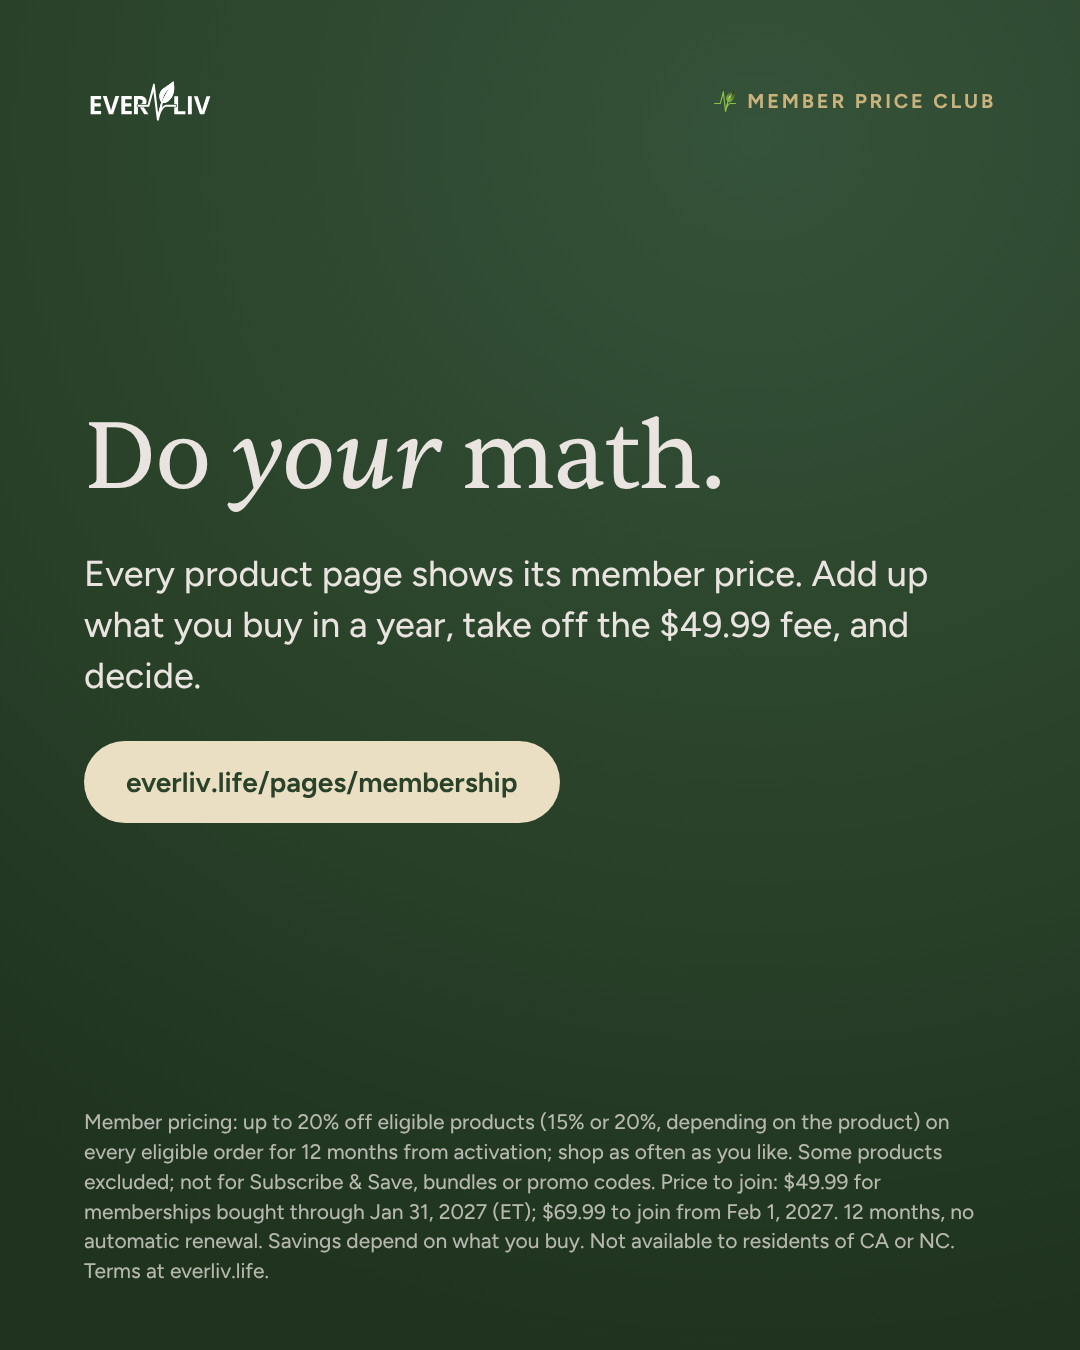 EVERLIV
MEMBER PRICE CLUB
Do your math.
Every product page shows its member price. Add up
what you buy in a year, take off the $49.99 fee, and
decide.
everliv.life/pages/membership
Member pricing: up to 20% off eligible products (15% or 20%, depending on the product) on
every eligible order for 12 months from activation; shop as often as you like. Some products
excluded; not for Subscribe & Save, bundles or promo codes. Price to join: $49.99 for
memberships bought through Jan 31, 2027 (ET); $69.99 to join from Feb 1, 2027. 12 months, no
automatic renewal. Savings depend on what you buy. Not available to residents of CA or NC.
Terms at everliv.life.